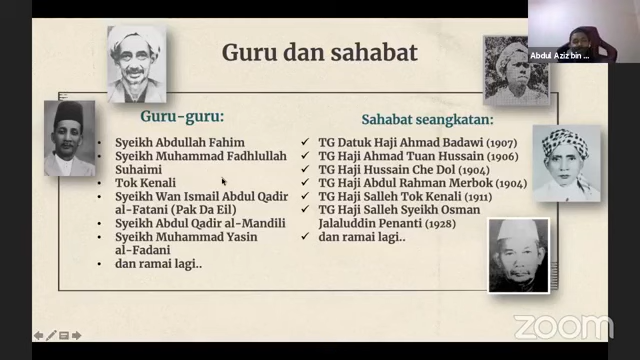 Guru dan sahabat
Abdul Aziz bin ...
Guru-guru:
• Syeikh Abdullah Fahim
• Syeikh Muhammad Fadhlullah
Suhaimi
• Tok Kenali
• Syeikh Wan Ismail Abdul Qadir
al-Fatani (Pak Da Eil)
• Syeikh Abdul Qadir al-Mandili
• Syeikh Muhammad Yasin
al-Fadani
• dan ramai lagi..
Sahabat seangkatan:
✓ TG Datuk Haji Ahmad Badawi (1907)
✓ TG Haji Ahmad Tuan Hussain (1906)
✓ TG Haji Hussain Che Dol (1904)
✓ TG Haji Abdul Rahman Merbok (1904)
✓ TG Haji Salleh Tok Kenali (1911)
✓ TG Haji Salleh Syeikh Osman
Jalaluddin Penanti (1928)
✓ dan ramai lagi..
zoom